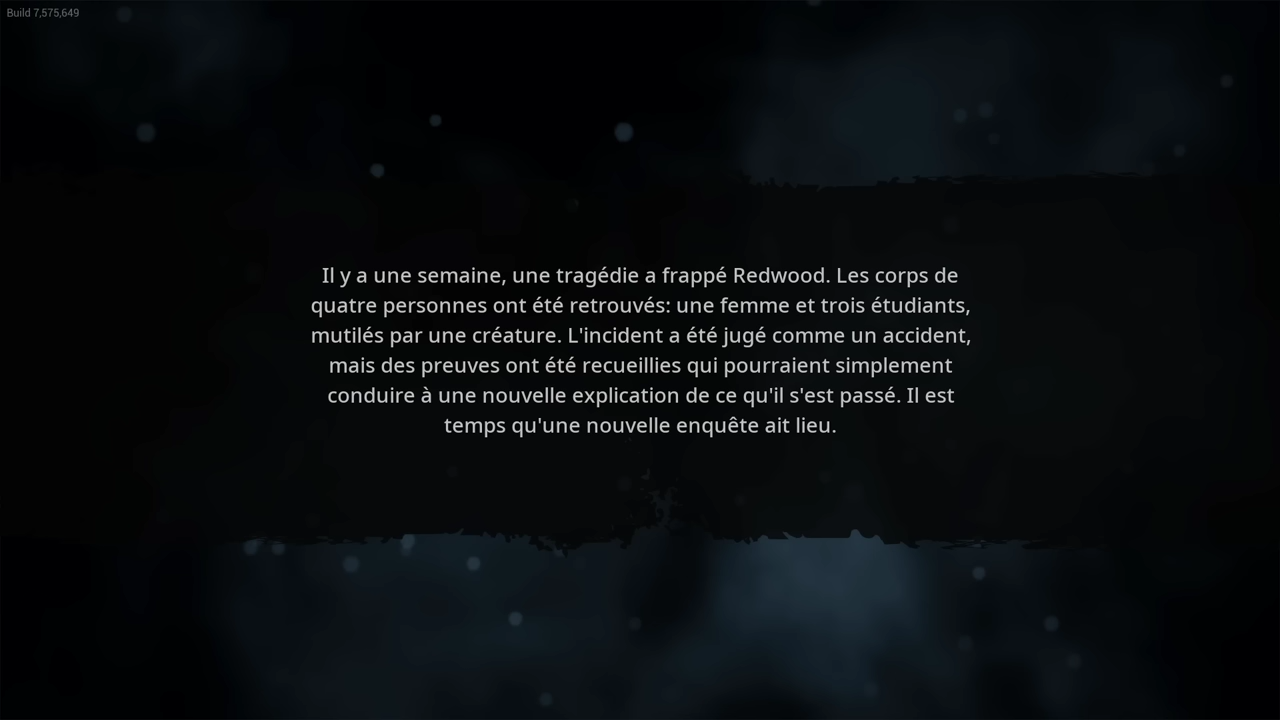 Build 7,575,649
Il y a une semaine, une tragédie a frappé Redwood. Les corps de
quatre personnes ont été retrouvés: une femme et trois étudiants,
mutilés par une créature. L'incident a été jugé comme un accident,
mais des preuves ont été recueillies qui pourraient simplement
conduire à une nouvelle explication de ce qu'il s'est passé. Il est
temps qu'une nouvelle enquête ait lieu.